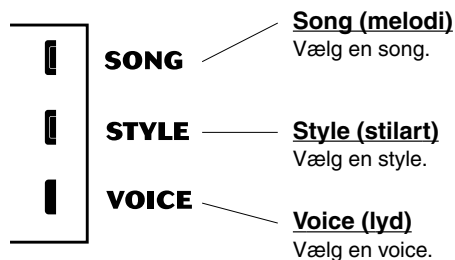 SONG
STYLE
VOICE
Song (melodi)
Vælg en song.
Style (stilart)
Vælg en style.
Voice (lyd)
Vælg en voice.